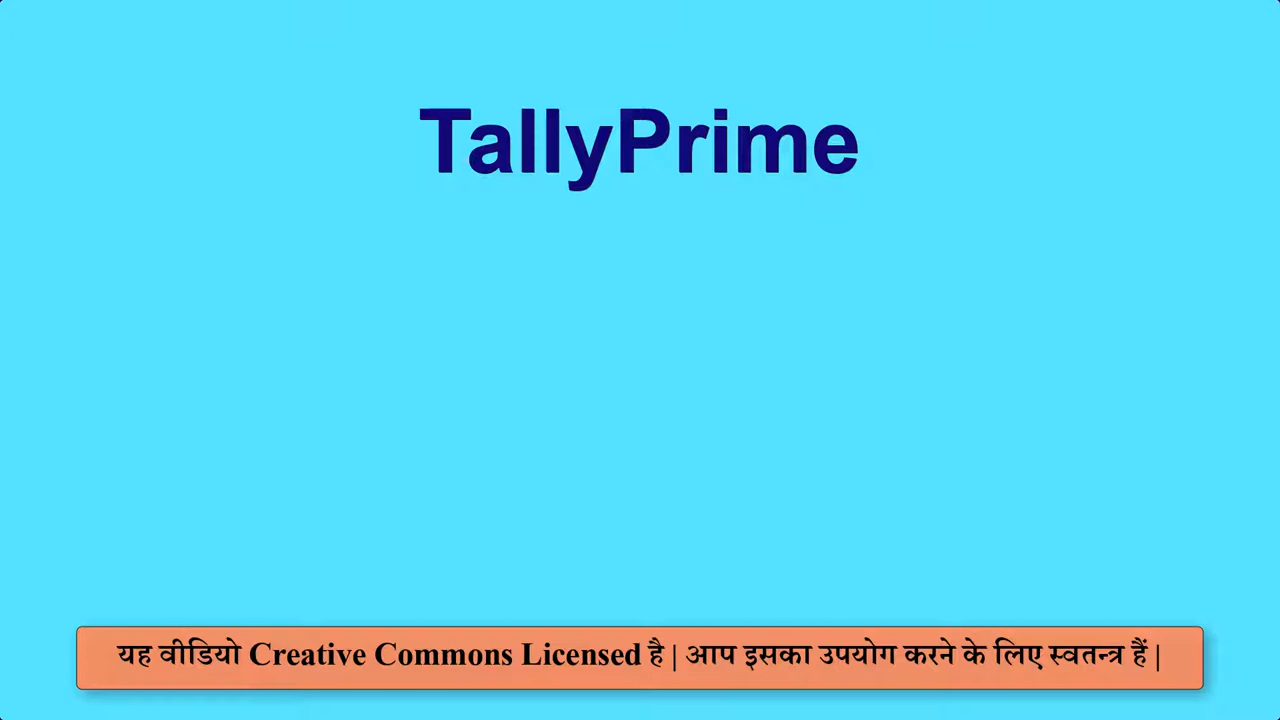 TallyPrime
यह वीडियो Creative Commons Licensed है | आप इसका उपयोग करने के लिए स्वतन्त्र हैं |